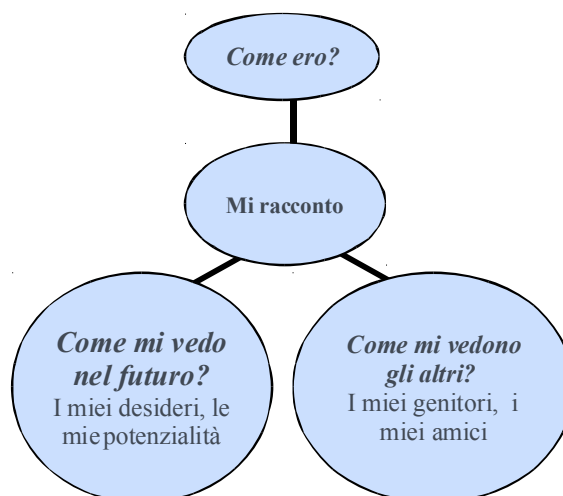 Come ero?
Mi racconto
Come mi vedo
nel futuro?
I miei desideri, le
mie potenzialità
Come mi vedono
gli altri?
I miei genitori, i
miei amici